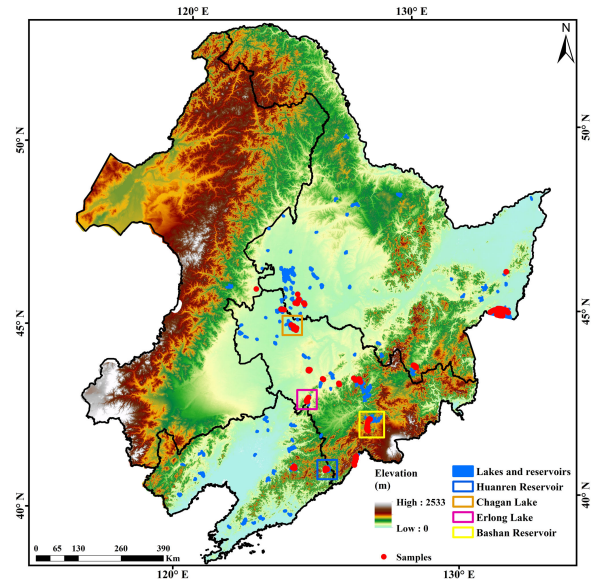 120° E
130° E
N
50° N
50° N
45° N
45° N
40° N
40° N
Elevation
(m)
High : 2533
Low : 0
Lakes and reservoirs
Huanren Reservoir
Chagan Lake
Erlong Lake
Bashan Reservoir
Samples
0 65 130 260 390
Km
120° E
130° E